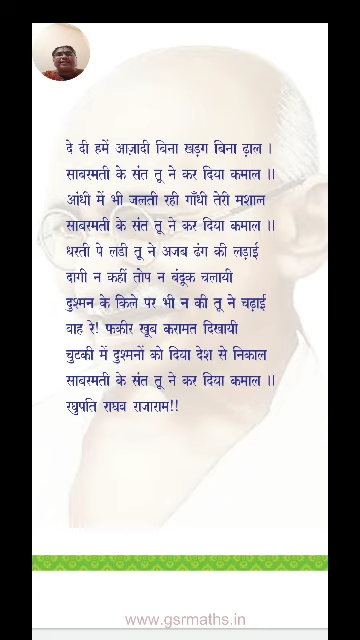 दे दी हमें आज़ादी बिना खड़ग बिना ढ़ाल ।
साबरमती के संत तू ने कर दिया कमाल ।।
आंधी में भी जलती रही गाँधी तेरी मशाल
साबरमती के संत तू ने कर दिया कमाल ।।
धरती पे लडी तू ने अजब ढंग की लड़ाई
दागी न कहीं तोप न बंदूक चलायी
दुश्मन के किले पर भी न की तू ने चढ़ाई
वाह रे! फकीर खूब करामत दिखायी
चुटकी में दुश्मनों को दिया देश से निकाल
साबरमती के संत तू ने कर दिया कमाल ।।
रघुपति राघव राजाराम!!
www.gsrmaths.in